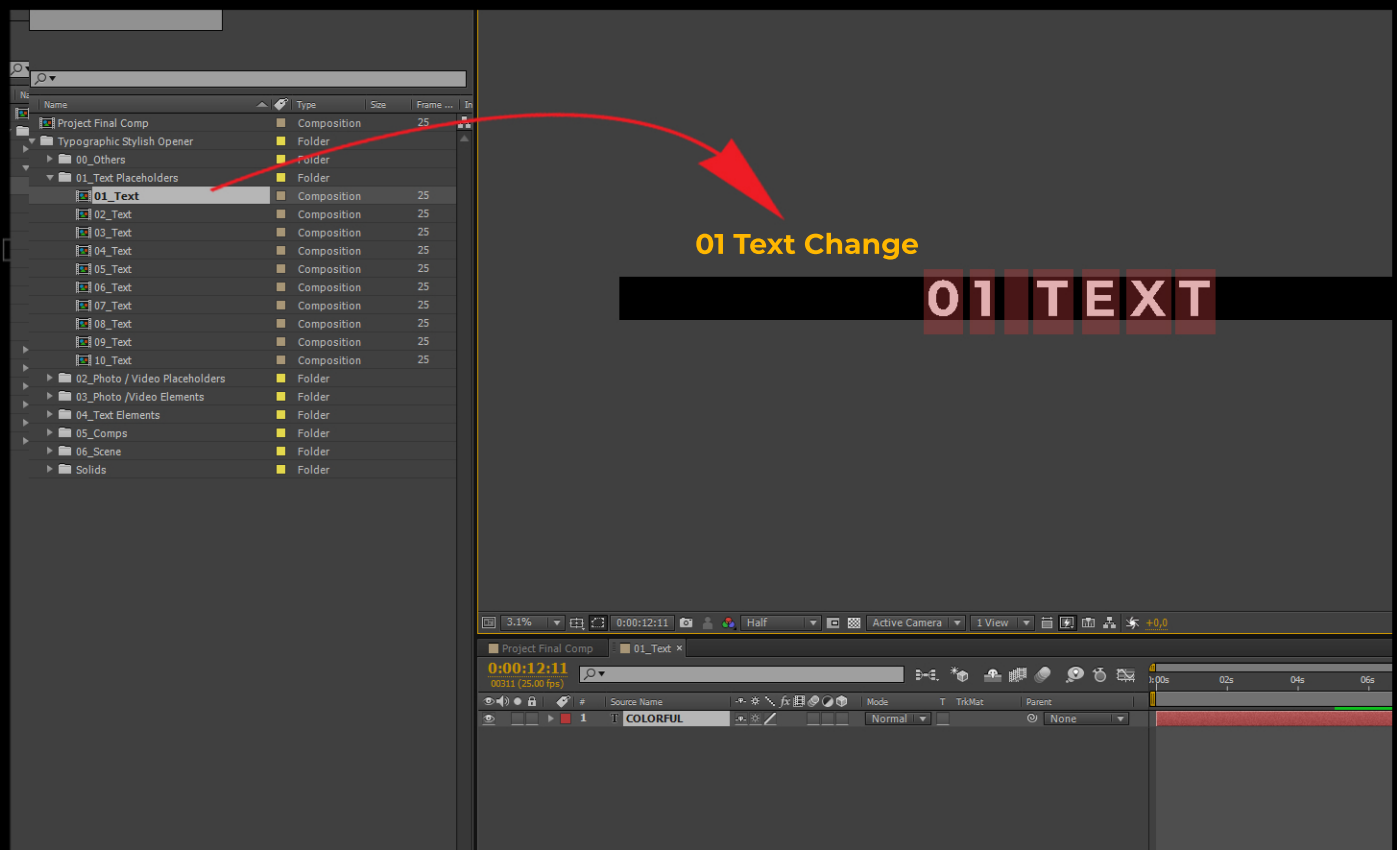 Na
Name Type Size Frame ... In
Project Final Comp Composition 25
Typographic Stylish Opener Folder
00_Others Folder
01_Text Placeholders Folder
01_Text Composition 25
02_Text Composition 25
03_Text Composition 25
04_Text Composition 25
05_Text Composition 25
06_Text Composition 25
07_Text Composition 25
08_Text Composition 25
09_Text Composition 25
10_Text Composition 25
02_Photo / Video Placeholders Folder
03_Photo /Video Elements Folder
04_Text Elements Folder
05_Comps Folder
06_Scene Folder
Solids Folder
01 Text Change
01 TEXT
3.1% 0:00:12:11 Half Active Camera 1 View +0,0
Project Final Comp 01_Text ×
0:00:12:11
00311 (25.00 fps)
0:00s 02s 04s 06s
# Source Name fx Mode T TrkMat Parent
1 T COLORFUL Normal None